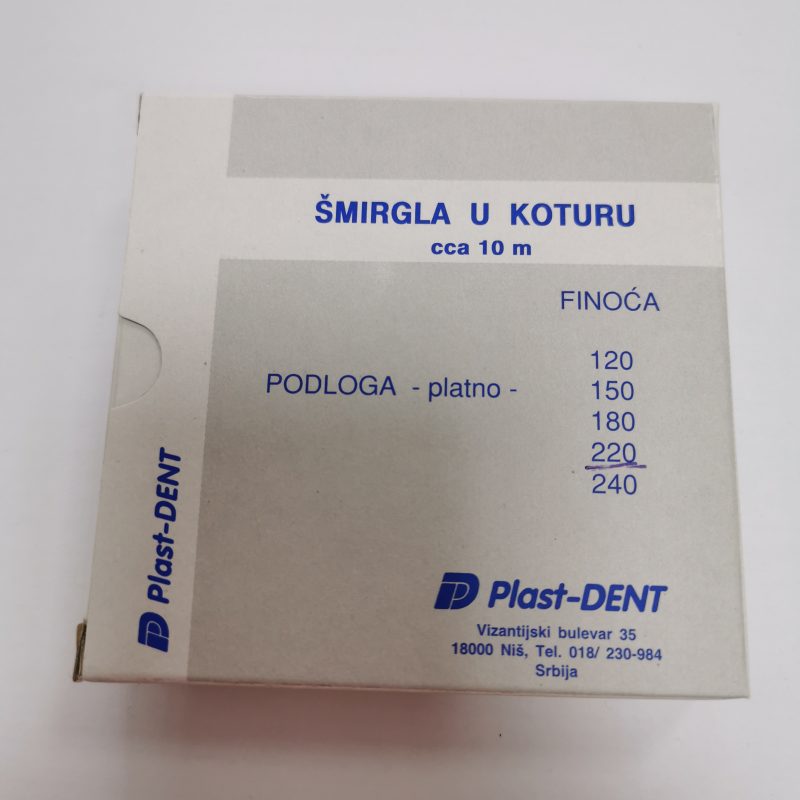 ŠMIRGLA U KOTURU
cca 10 m
FINOĆA
PODLOGA - platno -
120
150
180
220
240
Plast-DENT
Plast-DENT
Vizantijski bulevar 35
18000 Niš, Tel. 018/ 230-984
Srbija